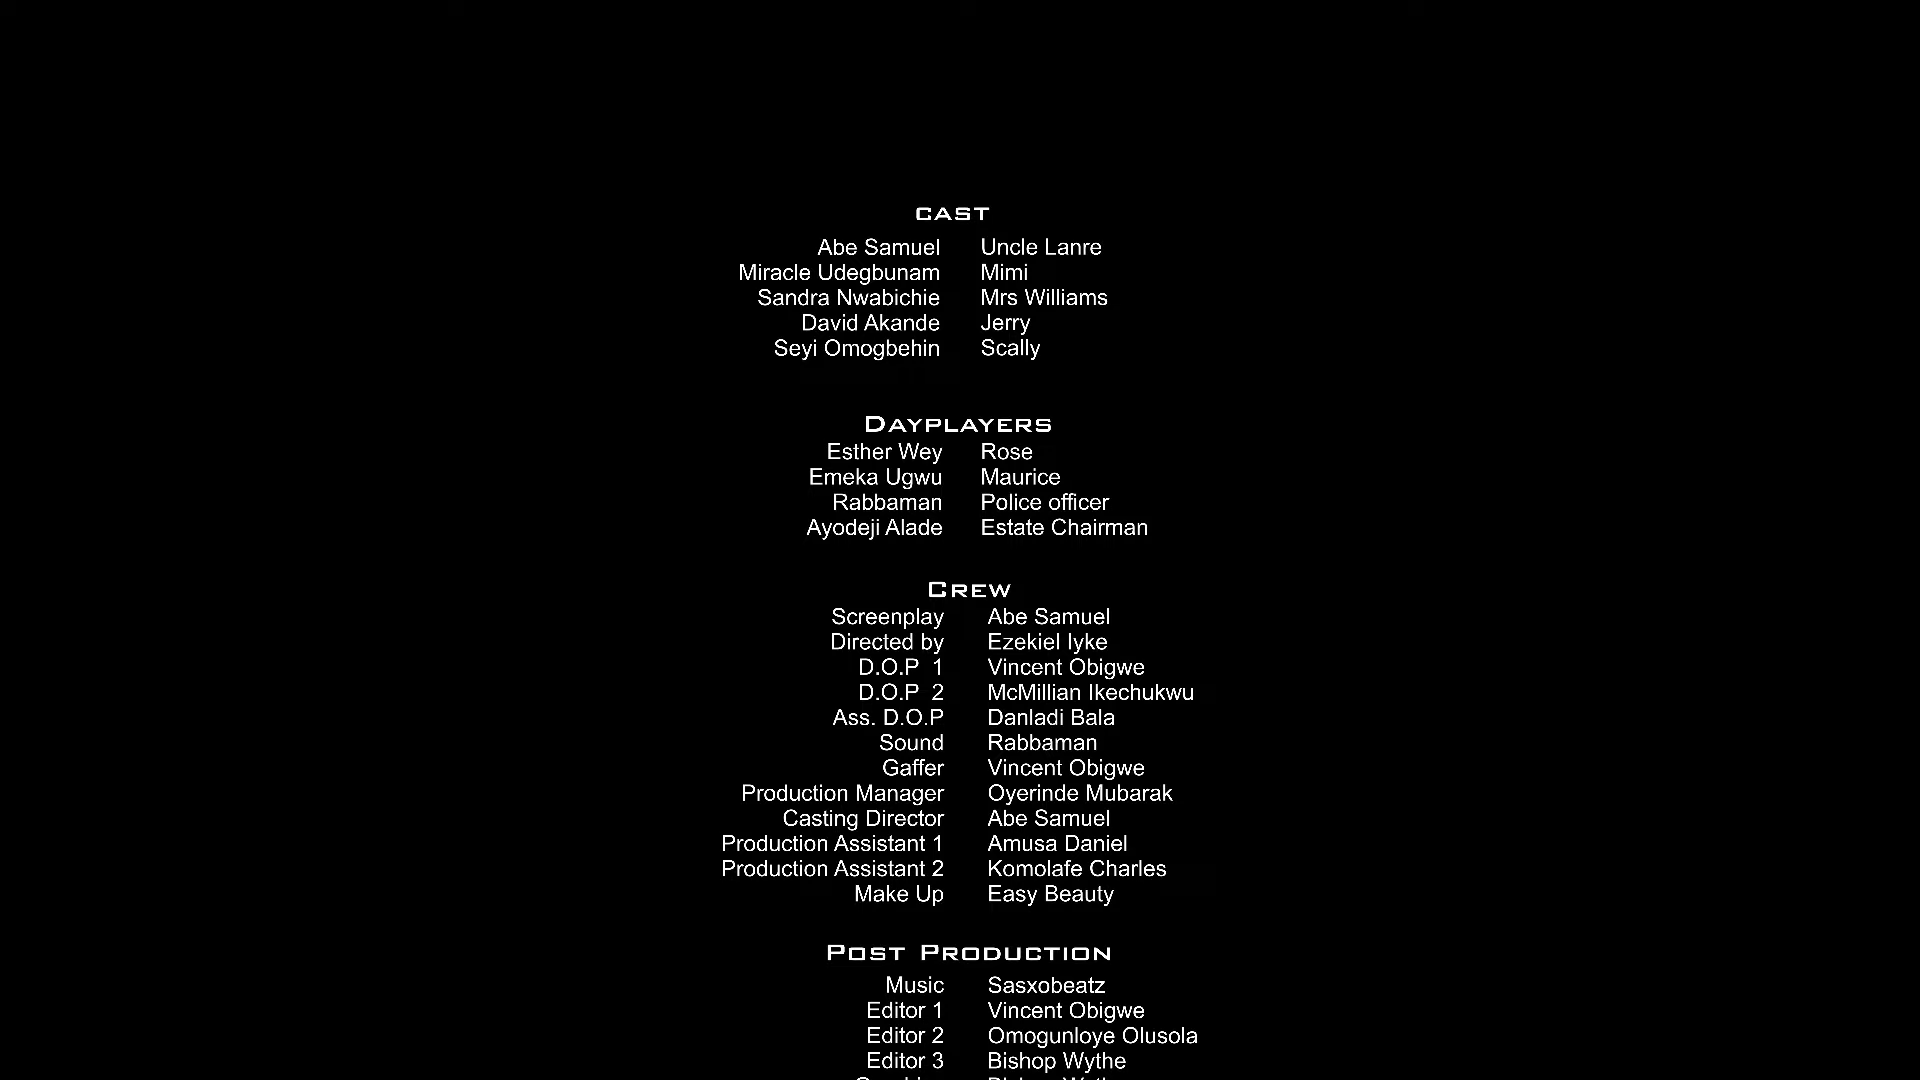 CAST
Abe Samuel Uncle Lanre
Miracle Udegbunam Mimi
Sandra Nwabichie Mrs Williams
David Akande Jerry
Seyi Omogbehin Scally
DAYPLAYERS
Esther Wey Rose
Emeka Ugwu Maurice
Rabbaman Police officer
Ayodeji Alade Estate Chairman
CREW
Screenplay Abe Samuel
Directed by Ezekiel Iyke
D.O.P 1 Vincent Obigwe
D.O.P 2 McMillian Ikechukwu
Ass. D.O.P Danladi Bala
Sound Rabbaman
Gaffer Vincent Obigwe
Production Manager Oyerinde Mubarak
Casting Director Abe Samuel
Production Assistant 1 Amusa Daniel
Production Assistant 2 Komolafe Charles
Make Up Easy Beauty
POST PRODUCTION
Music Sasxobeatz
Editor 1 Vincent Obigwe
Editor 2 Omogunloye Olusola
Editor 3 Bishop Wythe